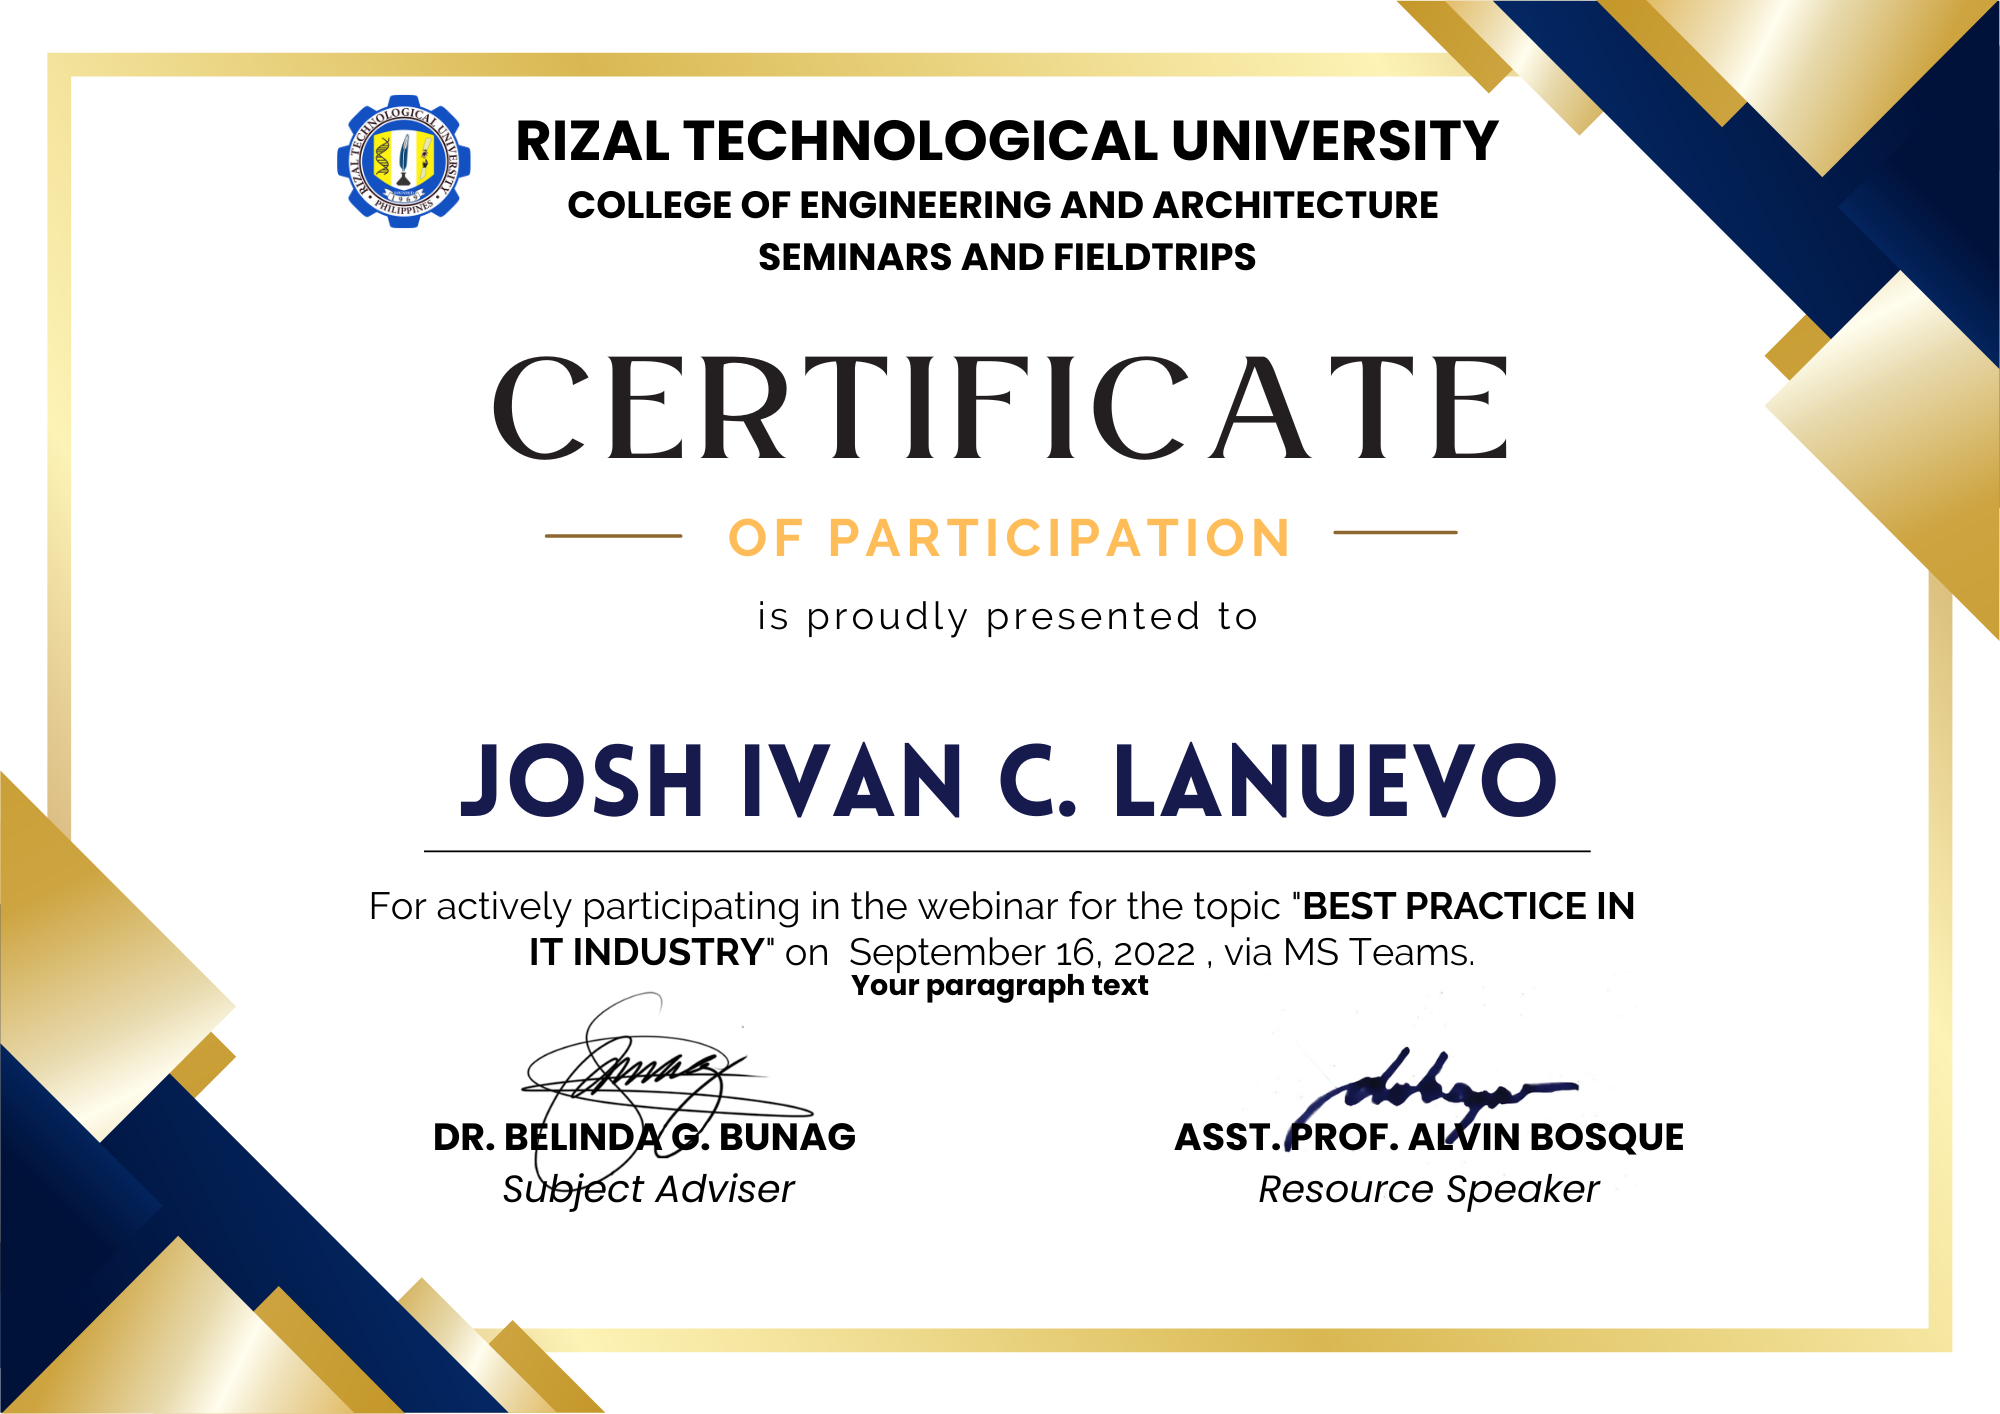 RIZAL TECHNOLOGICAL UNIVERSITY
PHILIPPINES
1969
RIZAL TECHNOLOGICAL UNIVERSITY
COLLEGE OF ENGINEERING AND ARCHITECTURE
SEMINARS AND FIELDTRIPS
CERTIFICATE
OF PARTICIPATION
is proudly presented to
JOSH IVAN C. LANUEVO
For actively participating in the webinar for the topic "BEST PRACTICE IN
IT INDUSTRY" on  September 16, 2022 , via MS Teams.
Your paragraph text
DR. BELINDA G. BUNAG
Subject Adviser
ASST. PROF. ALVIN BOSQUE
Resource Speaker